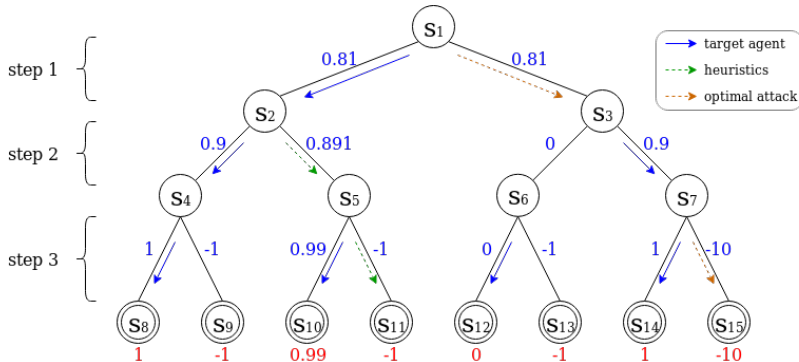 S1
step 1
0.81
0.81
target agent
heuristics
optimal attack
S2
S3
step 2
0.9
0.891
0
0.9
S4
S5
S6
S7
step 3
1
-1
0.99
-1
0
-1
1
-10
S8
S9
S10
S11
S12
S13
S14
S15
1
-1
0.99
-1
0
-1
1
-10